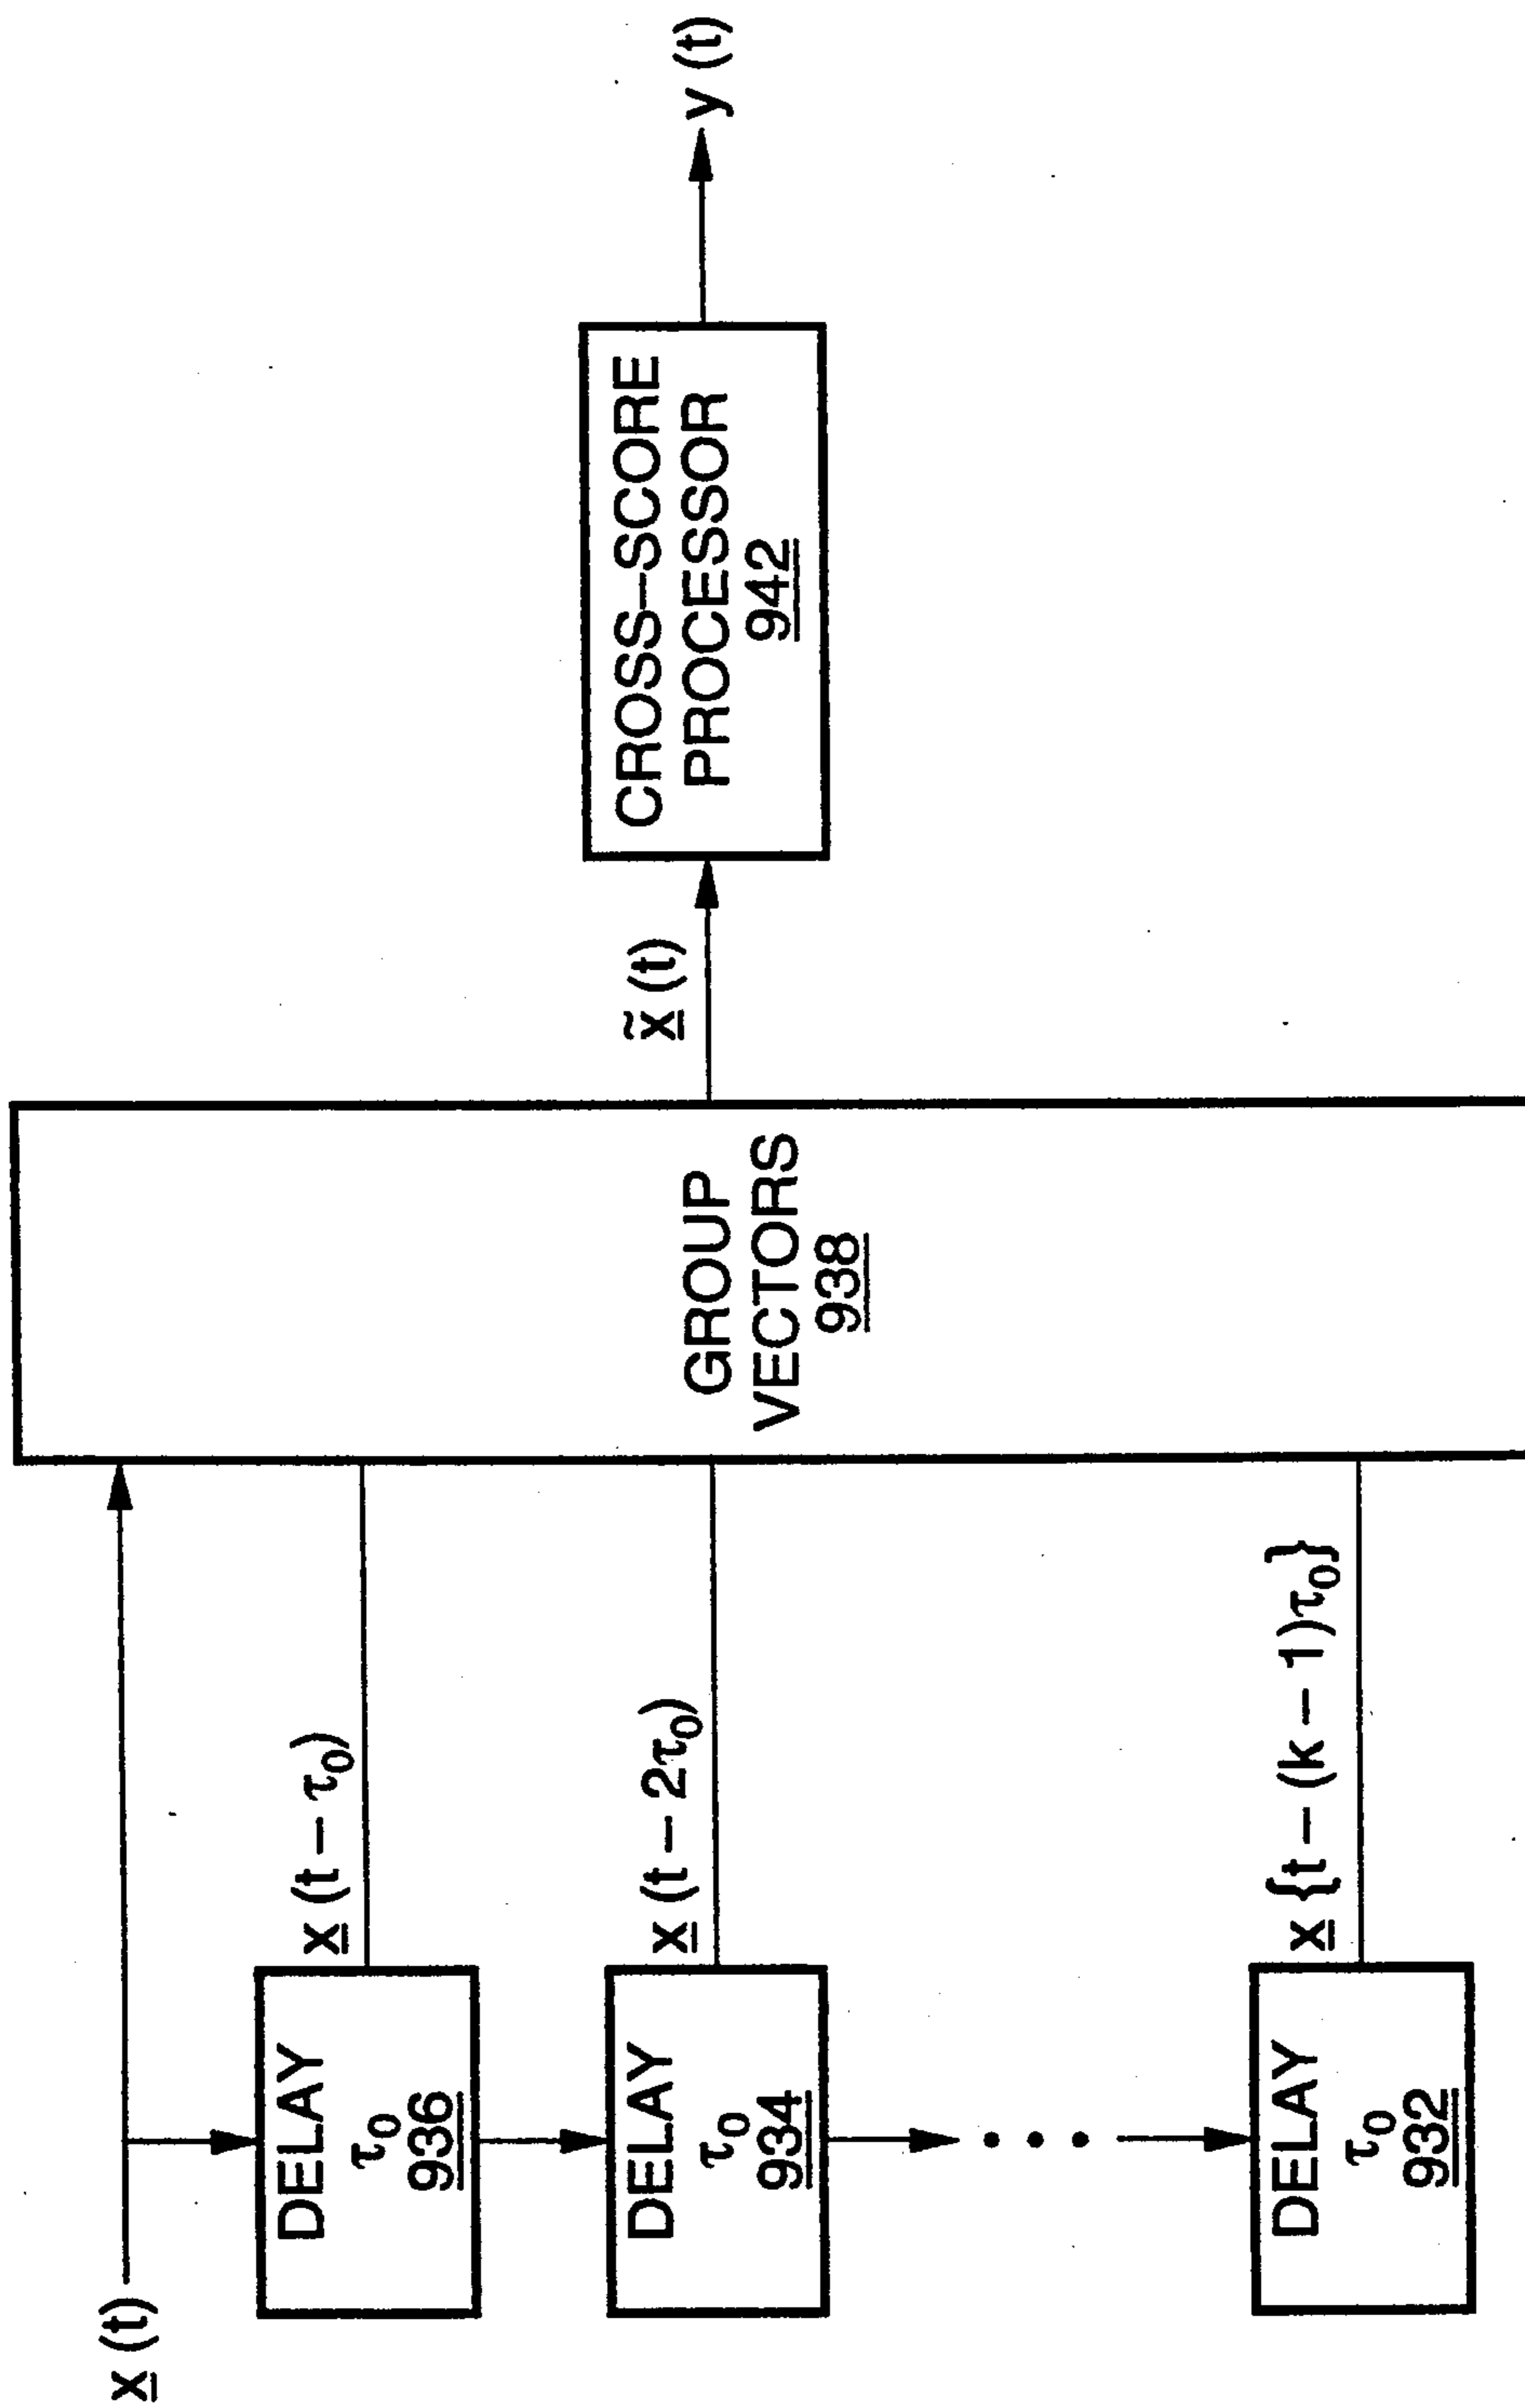 x (t)
DELAY
τ₀
936
x (t – τ₀)
DELAY
τ₀
934
x (t – 2τ₀)
• • •
DELAY
τ₀
932
x {t – (k – 1)τ₀}
GROUP
VECTORS
938
x̃ (t)
CROSS–SCORE
PROCESSOR
942
y (t)